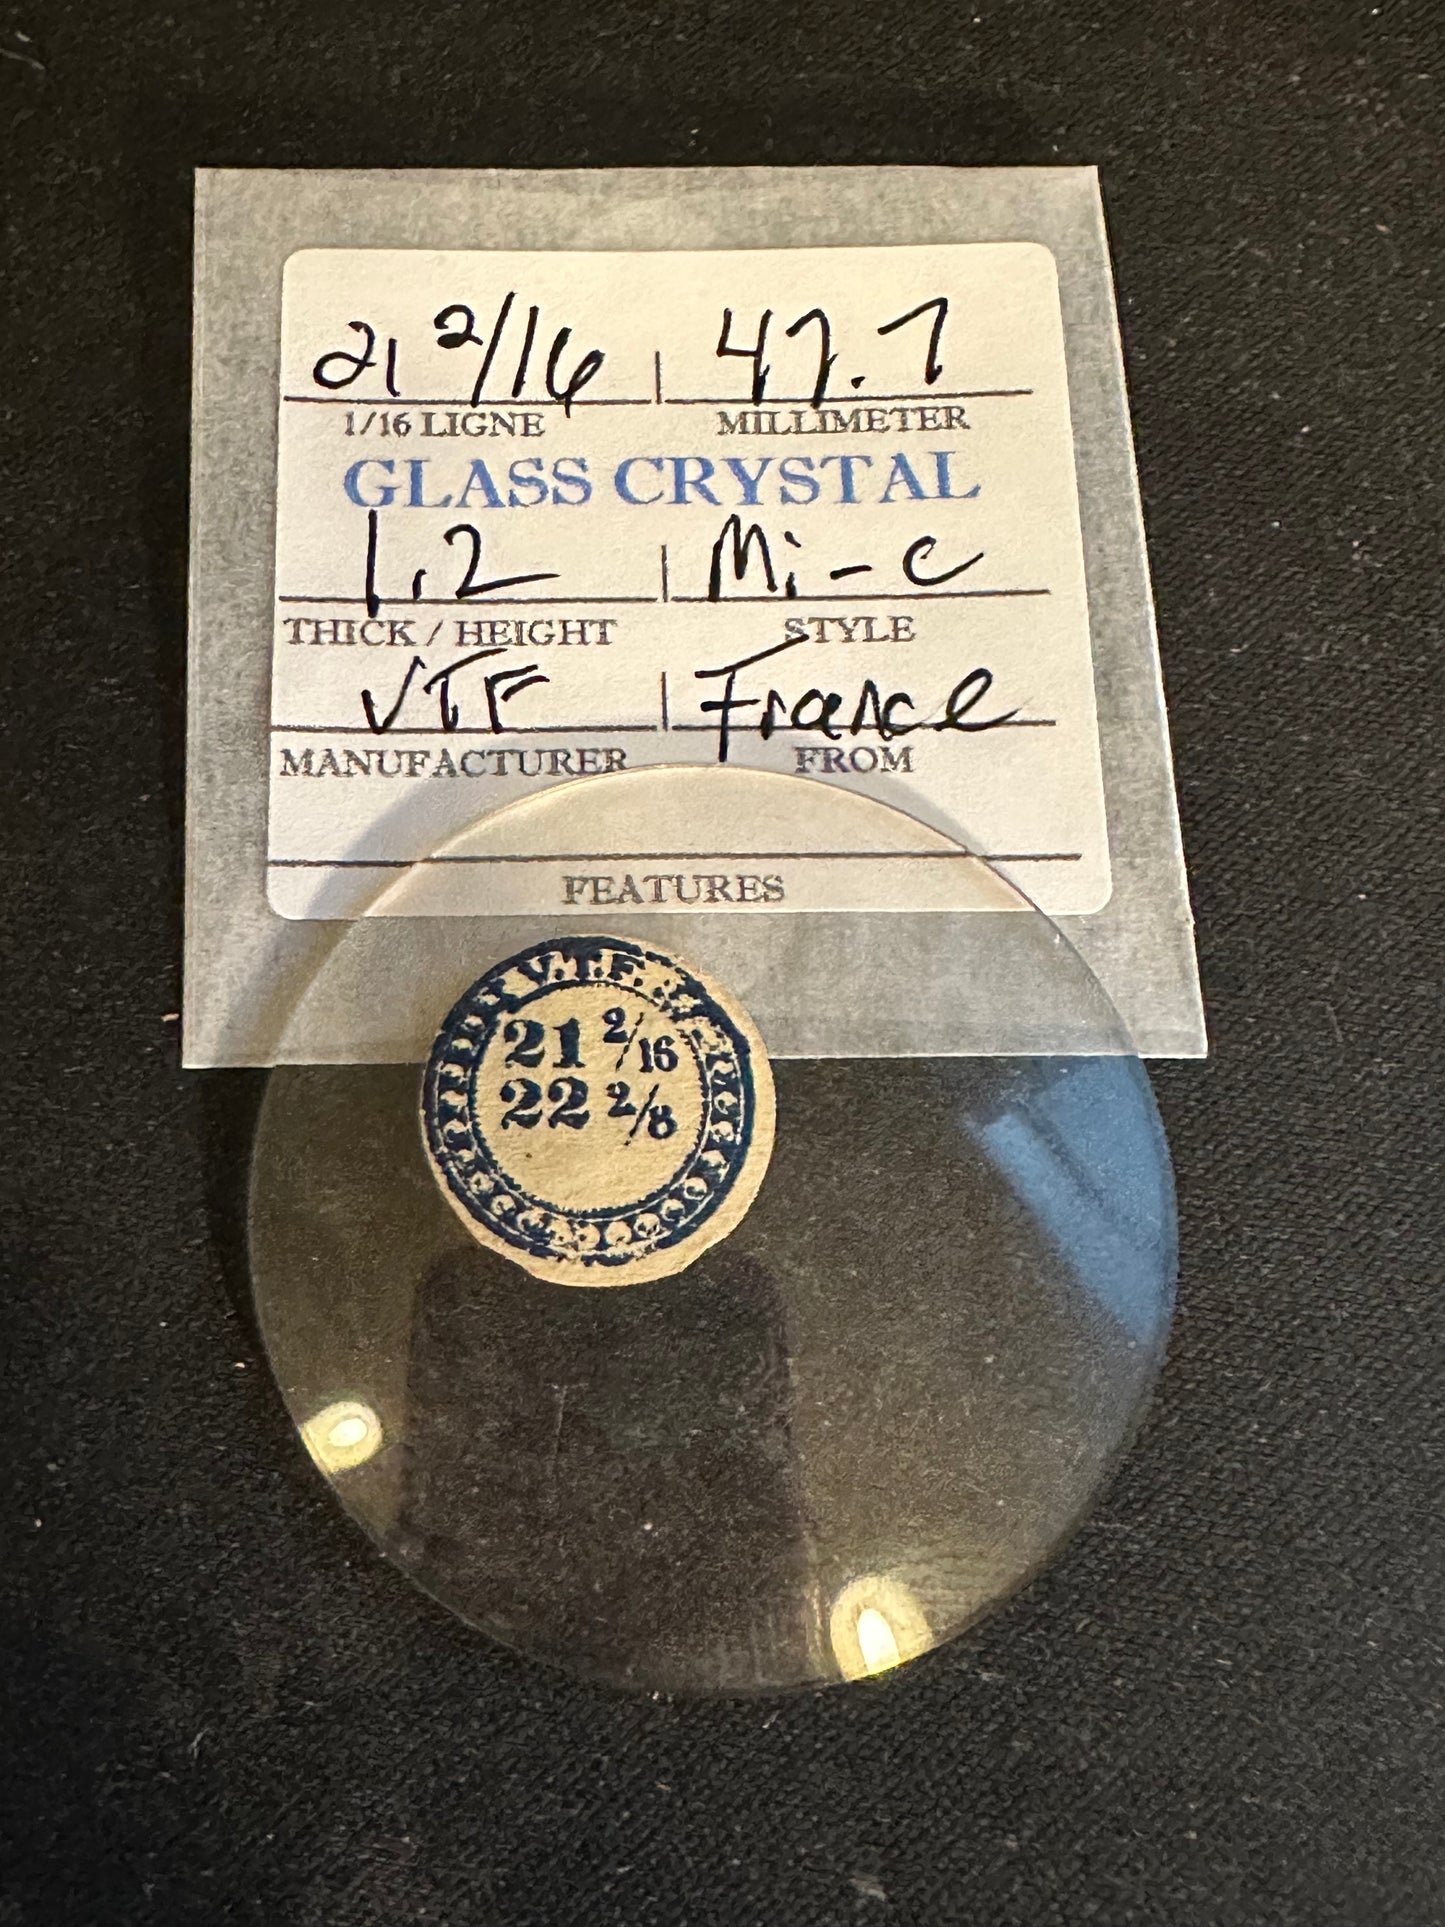 21 2/16 | 47.7
1/16 LIGNE MILLIMETER
GLASS CRYSTAL
1.2 | Mi-c
THICK / HEIGHT STYLE
VTF | France
MANUFACTURER FROM
FEATURES
V.T.F.
21 2/16
22 2/8